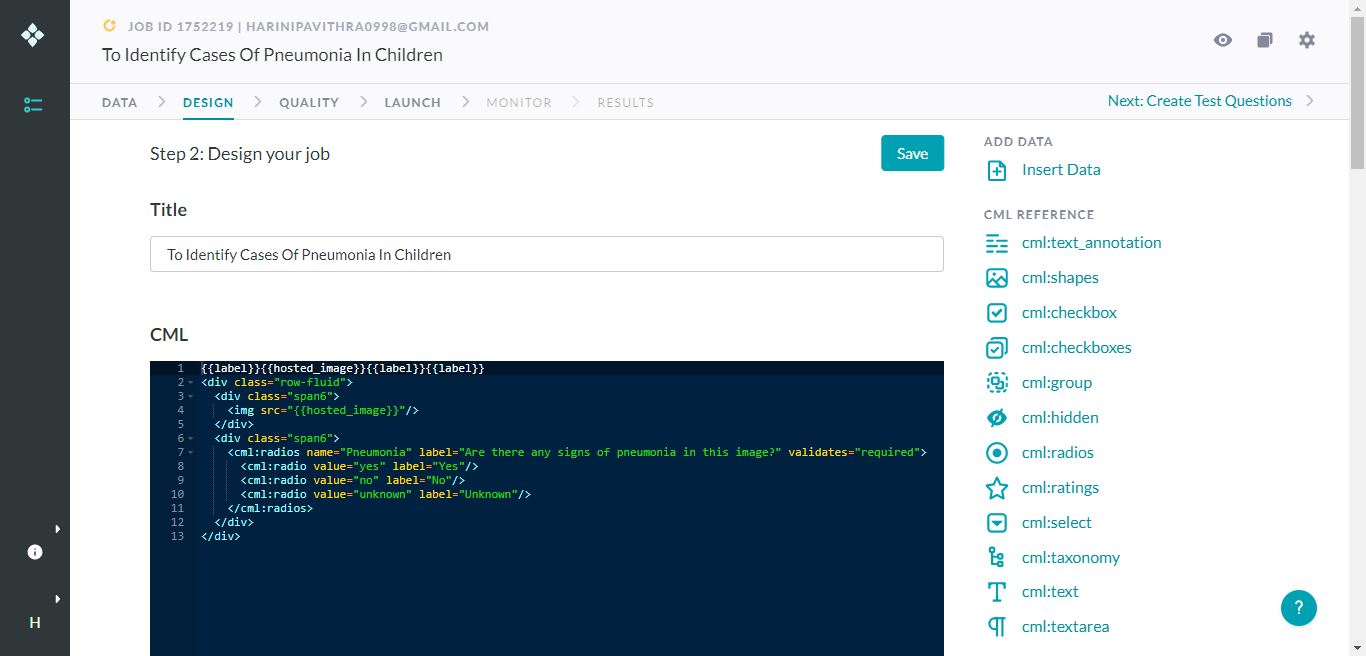 JOB ID 1752219 | HARINIPAVITHRA0998@GMAIL.COM
To Identify Cases Of Pneumonia In Children
DATA DESIGN QUALITY LAUNCH MONITOR RESULTS
Next: Create Test Questions
Step 2: Design your job
Save
Title
To Identify Cases Of Pneumonia In Children
CML
1 {{label}}{{hosted_image}}{{label}}{{label}}
2 <div class="row-fluid">
3 <div class="span6">
4 <img src="{{hosted_image}}"/>
5 </div>
6 <div class="span6">
7 <cml:radios name="Pneumonia" label="Are there any signs of pneumonia in this image?" validates="required">
8 <cml:radio value="yes" label="Yes"/>
9 <cml:radio value="no" label="No"/>
10 <cml:radio value="unknown" label="Unknown"/>
11 </cml:radios>
12 </div>
13 </div>
ADD DATA
Insert Data
CML REFERENCE
cml:text_annotation
cml:shapes
cml:checkbox
cml:checkboxes
cml:group
cml:hidden
cml:radios
cml:ratings
cml:select
cml:taxonomy
cml:text
cml:textarea
?
H